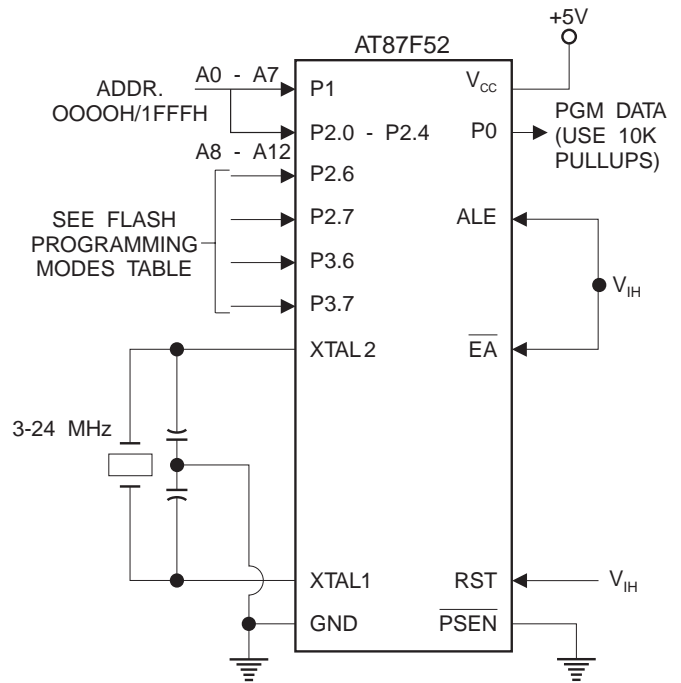 +5V
AT87F52
ADDR.
OOOOH/1FFFH
A0 - A7
P1
VCC
PGM DATA
(USE 10K
PULLUPS)
P2.0 - P2.4
P0
A8 - A12
P2.6
SEE FLASH
PROGRAMMING
MODES TABLE
P2.7
ALE
P3.6
VIH
P3.7
XTAL2
EA
3-24 MHz
XTAL1
RST
VIH
GND
PSEN